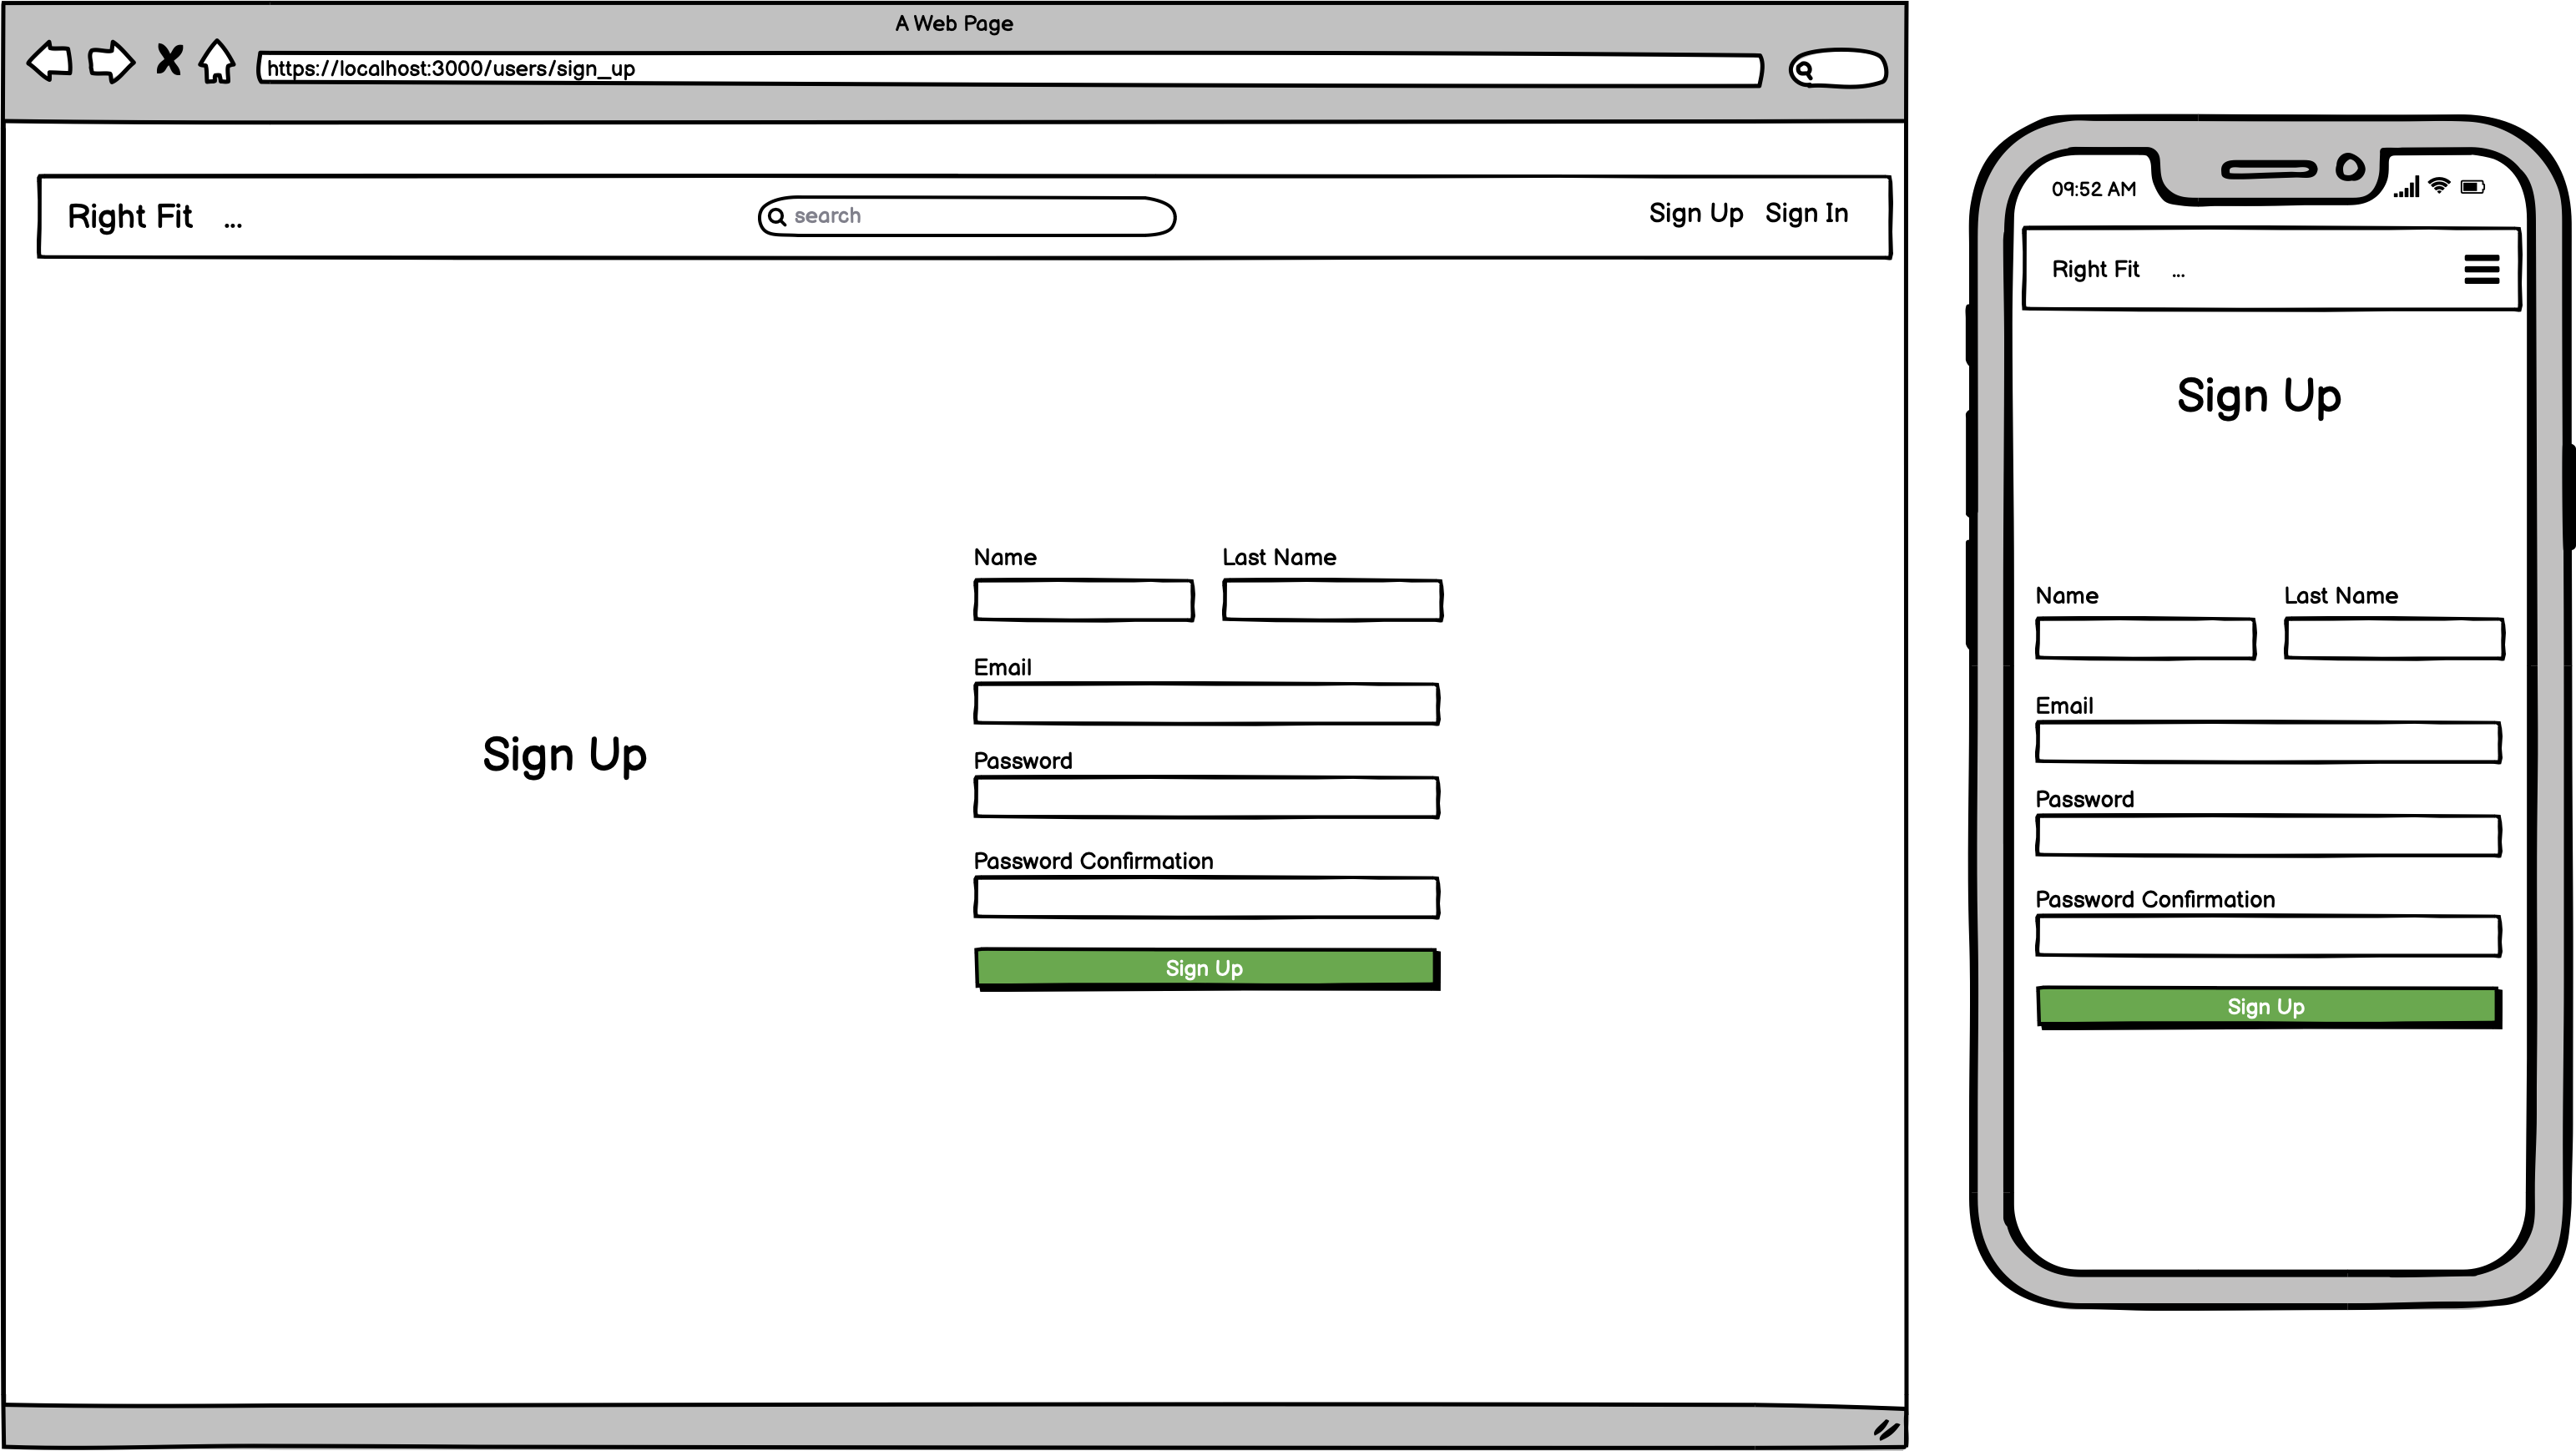 A Web Page
https://localhost:3000/users/sign_up
Right Fit ... search Sign Up Sign In
Name Last Name
Email
Sign Up
Password
Password Confirmation
Sign Up
09:52 AM
Right Fit ...
Sign Up
Name Last Name
Email
Password
Password Confirmation
Sign Up